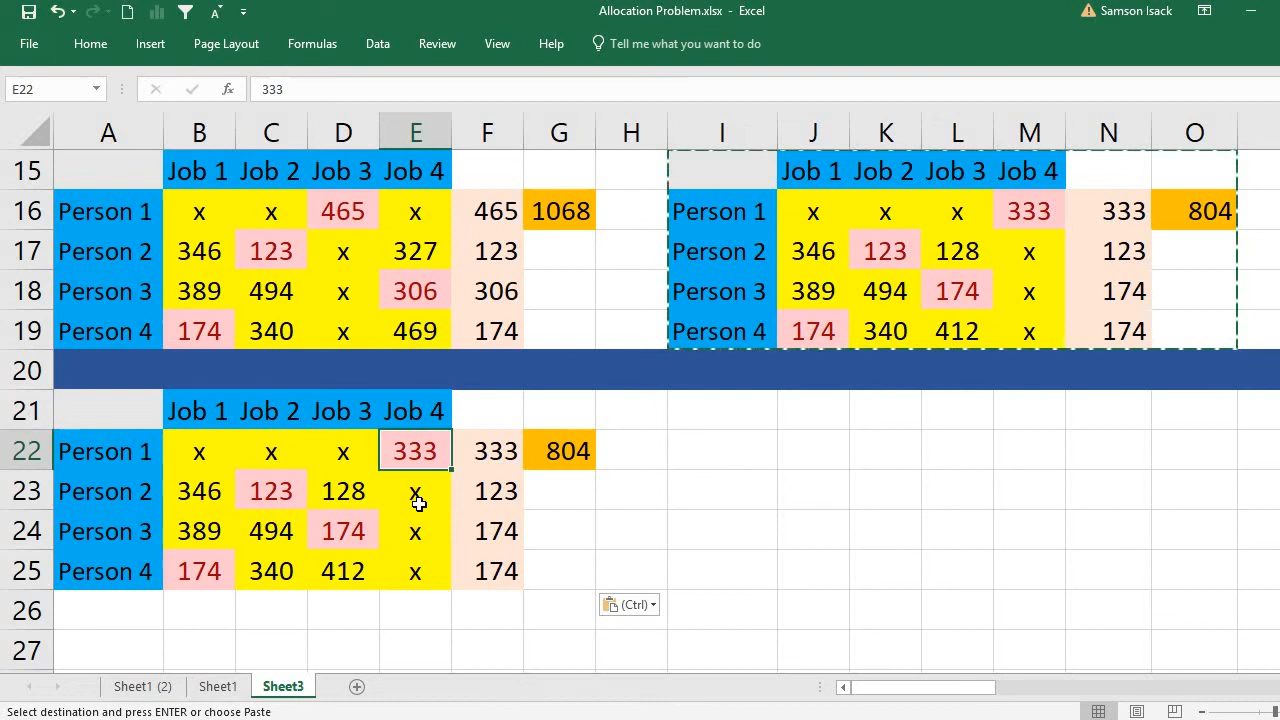 Allocation Problem.xlsx - Excel
Samson Isack
File Home Insert Page Layout Formulas Data Review View Help Tell me what you want to do
E22 fx 333
A B C D E F G H I J K L M N O
15 Job 1 Job 2 Job 3 Job 4 Job 1 Job 2 Job 3 Job 4
16 Person 1 x x 465 x 465 1068 Person 1 x x x 333 333 804
17 Person 2 346 123 x 327 123 Person 2 346 123 128 x 123
18 Person 3 389 494 x 306 306 Person 3 389 494 174 x 174
19 Person 4 174 340 x 469 174 Person 4 174 340 412 x 174
20
21 Job 1 Job 2 Job 3 Job 4
22 Person 1 x x x 333 333 804
23 Person 2 346 123 128 x 123
24 Person 3 389 494 174 x 174
25 Person 4 174 340 412 x 174
26 (Ctrl)
27
Sheet1 (2) Sheet1 Sheet3
Select destination and press ENTER or choose Paste